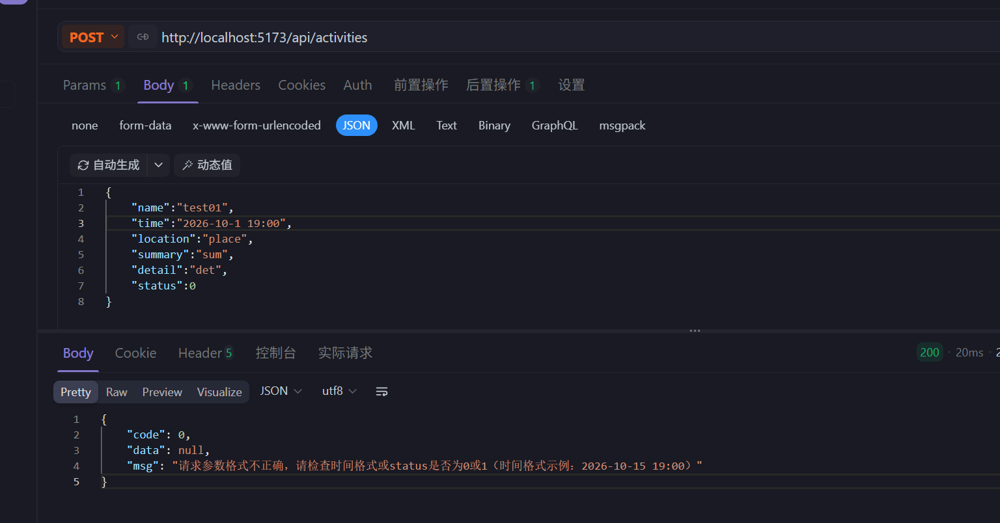 POST http://localhost:5173/api/activities
Params 1 Body 1 Headers Cookies Auth 前置操作 后置操作 1 设置
none form-data x-www-form-urlencoded JSON XML Text Binary GraphQL msgpack
自动生成 动态值
1 {
2 "name":"test01",
3 "time":"2026-10-1 19:00",
4 "location":"place",
5 "summary":"sum",
6 "detail":"det",
7 "status":0
8 }
Body Cookie Header 5 控制台 实际请求 200 · 20ms ·
Pretty Raw Preview Visualize JSON utf8
1 {
2 "code": 0,
3 "data": null,
4 "msg": "请求参数格式不正确，请检查时间格式或status是否为0或1（时间格式示例：2026-10-15 19:00）"
5 }